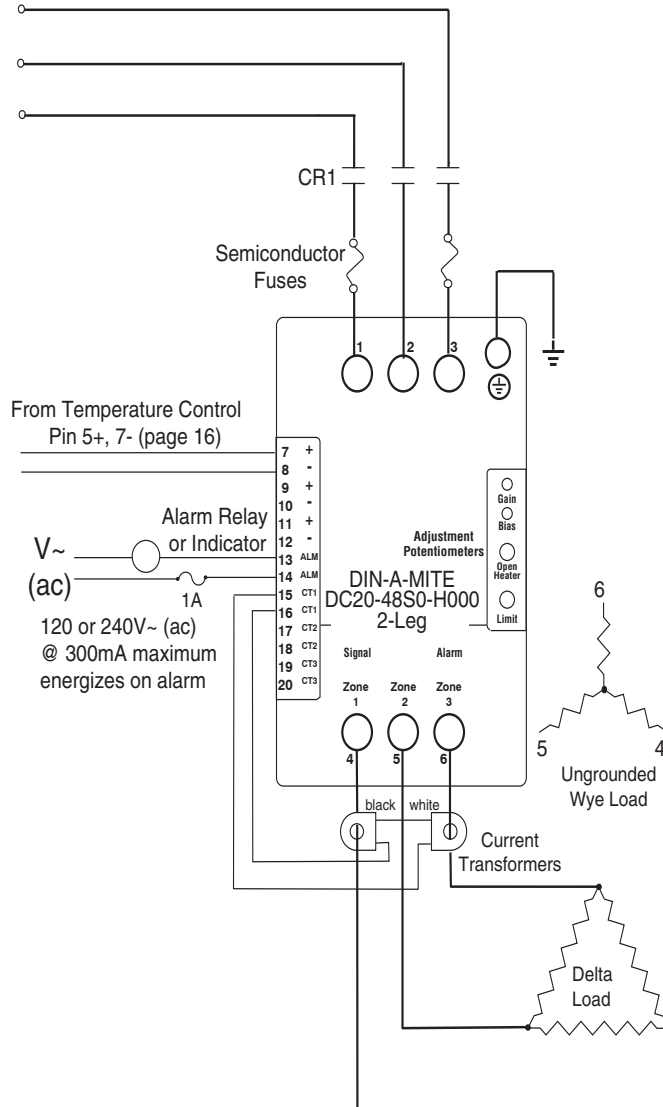 CR1
Semiconductor
Fuses
1
2
3
From Temperature Control
Pin 5+, 7- (page 16)
7 +
8 -
9 +
10 -
11 +
12 -
13 ALM
14 ALM
15 CT1
16 CT1
17 CT2
18 CT2
19 CT3
20 CT3
Alarm Relay
or Indicator
V~
(ac)
1A
120 or 240V~ (ac)
@ 300mA maximum
energizes on alarm
Gain
Bias
Open
Heater
Limit
Adjustment
Potentiometers
DIN-A-MITE
DC20-48S0-H000
2-Leg
Signal
Alarm
Zone
1
Zone
2
Zone
3
4
5
6
6
5
4
Ungrounded
Wye Load
black
white
Current
Transformers
Delta
Load